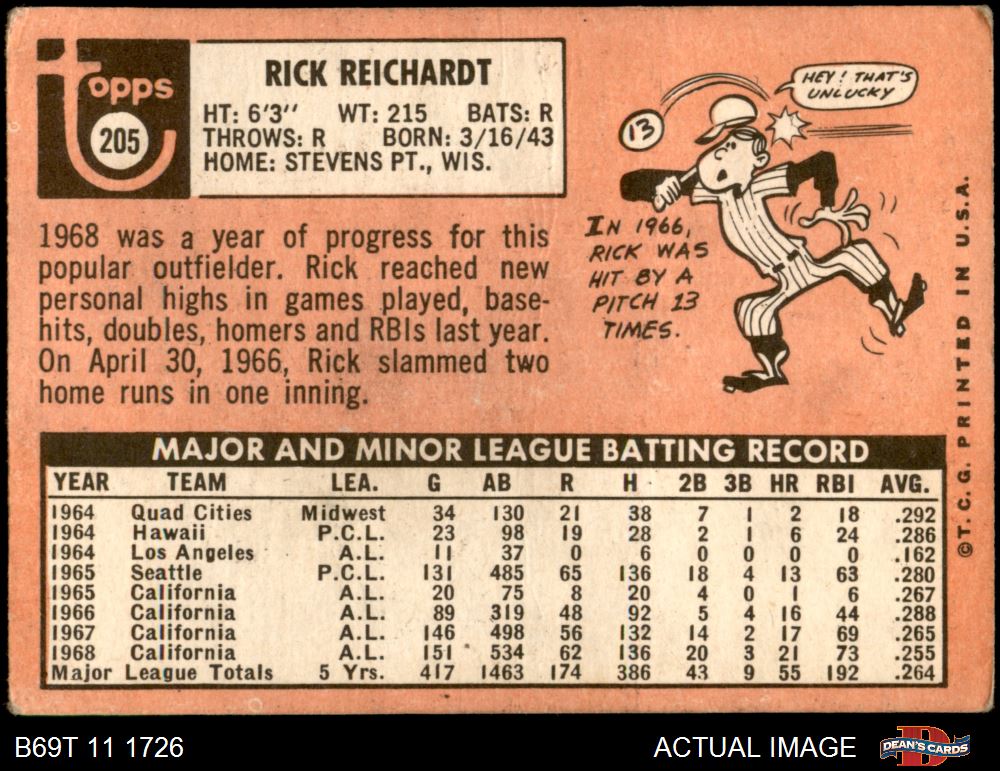 topps
205
RICK REICHARDT
HT: 6'3" WT: 215 BATS: R
THROWS: R BORN: 3/16/43
HOME: STEVENS PT., WIS.
1968 was a year of progress for this
popular outfielder. Rick reached new
personal highs in games played, base-
hits, doubles, homers and RBIs last year.
On April 30, 1966, Rick slammed two
home runs in one inning.
HEY! THAT'S
UNLUCKY
13
IN 1966,
RICK WAS
HIT BY A
PITCH 13
TIMES.
MAJOR AND MINOR LEAGUE BATTING RECORD
YEAR TEAM LEA. G AB R H 2B 3B HR RBI AVG.
1964 Quad Cities Midwest 34 130 21 38 7 1 2 18 .292
1964 Hawaii P.C.L. 23 98 19 28 2 1 6 24 .286
1964 Los Angeles A.L. 11 37 0 6 0 0 0 0 .162
1965 Seattle P.C.L. 131 485 65 136 18 4 13 63 .280
1965 California A.L. 20 75 8 20 4 0 1 6 .267
1966 California A.L. 89 319 48 92 5 4 16 44 .288
1967 California A.L. 146 498 56 132 14 2 17 69 .265
1968 California A.L. 151 534 62 136 20 3 21 73 .255
Major League Totals 5 Yrs. 417 1463 174 386 43 9 55 192 .264
© T. C. G. PRINTED IN U.S.A.
B69T 11 1726
ACTUAL IMAGE
DEAN'S CARDS